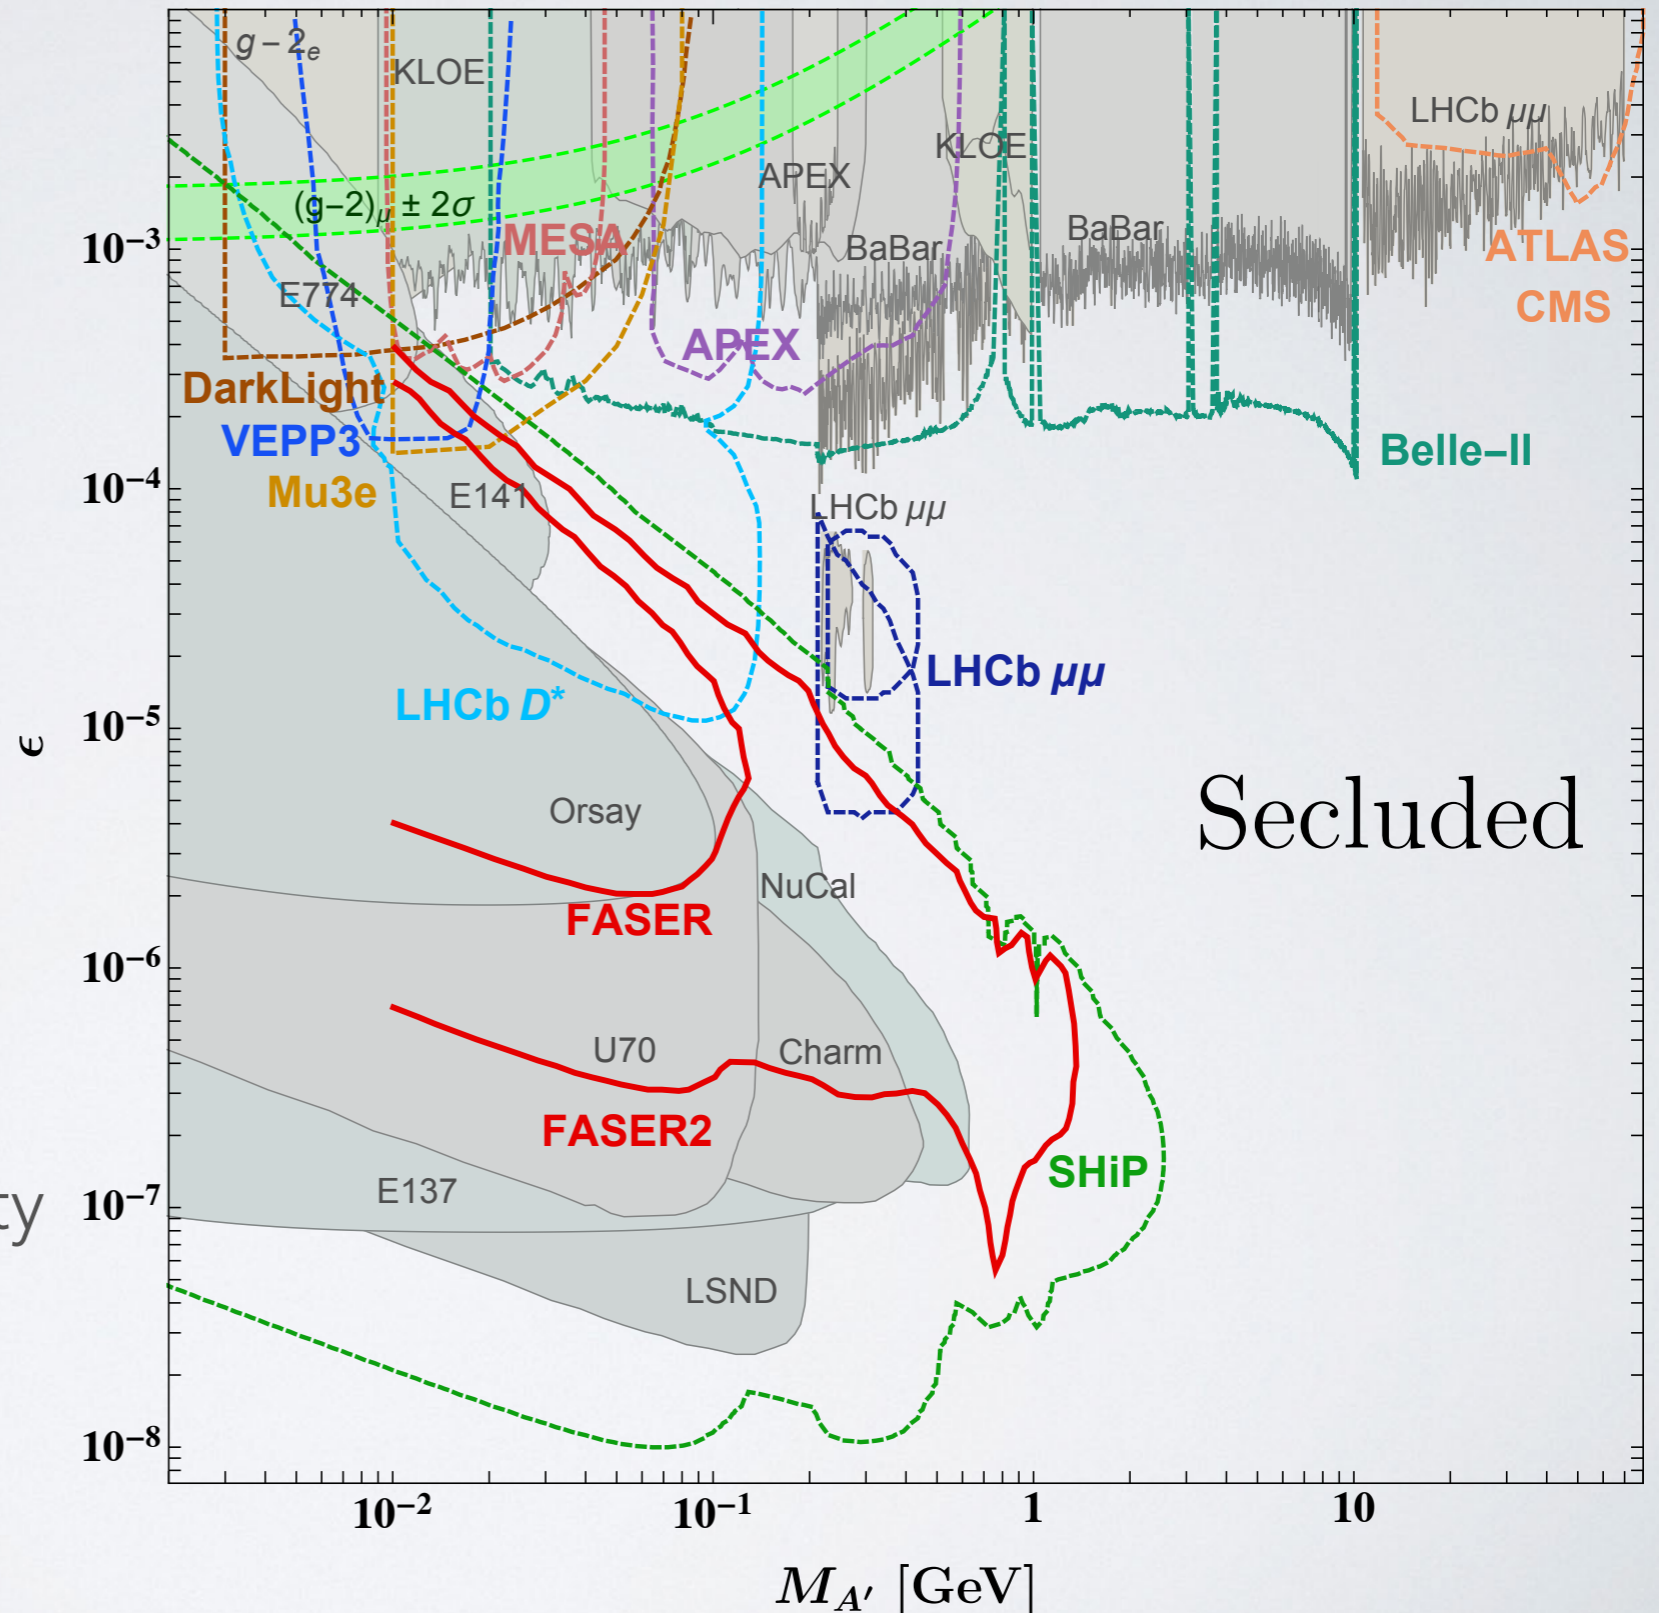 g − 2e
KLOE
LHCb μμ
KLOE
APEX
(g−2)μ ± 2σ
MESA
BaBar
BaBar
ATLAS
CMS
10−3
E774
APEX
DarkLight
VEPP3
Belle−II
Mu3e
E141
10−4
LHCb μμ
LHCb μμ
LHCb D*
10−5
ϵ
Orsay
Secluded
NuCal
FASER
10−6
U70
Charm
FASER2
SHiP
E137
10−7
ty
LSND
10−8
10−2
10−1
1
10
MA′ [GeV]